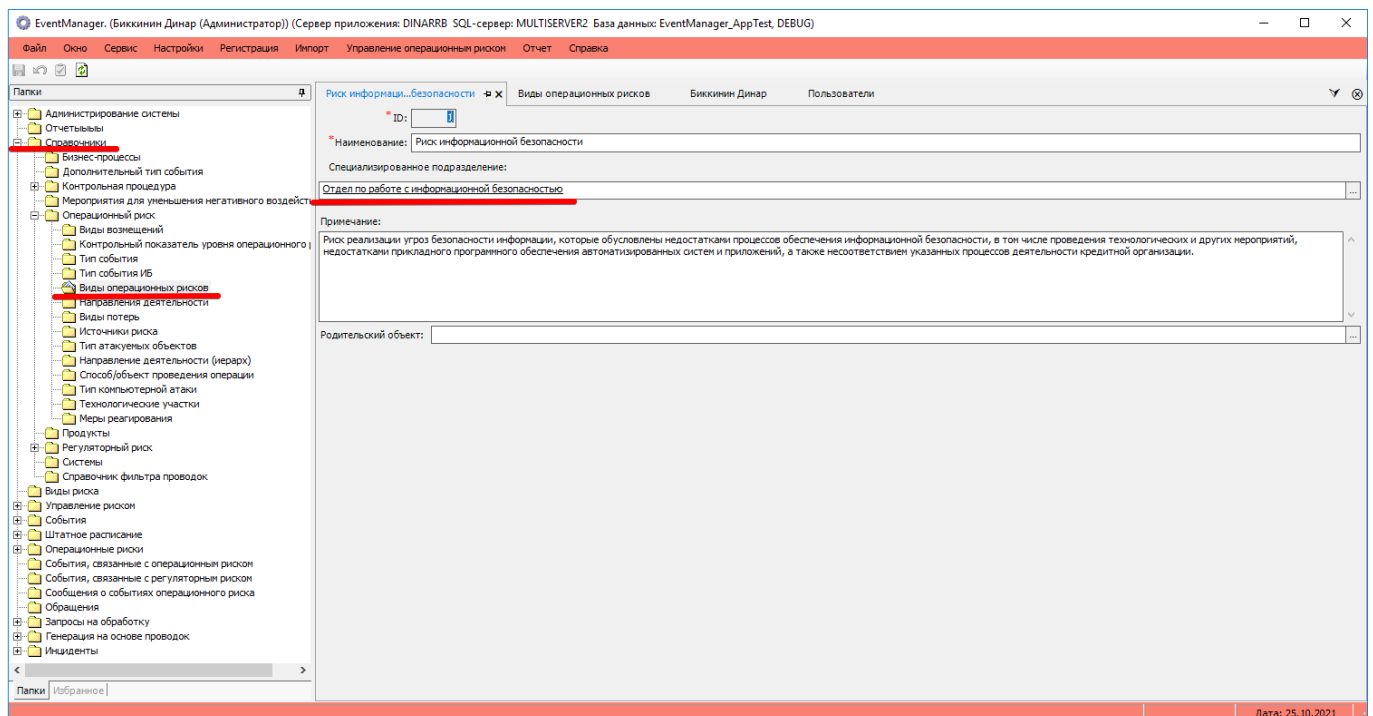 EventManager. (Биккинин Динар (Администратор)) (Сервер приложения: DINARRB SQL-сервер: MULTISERVER2 База данных: EventManager_AppTest, DEBUG)
Файл Окно Сервис Настройки Регистрация Импорт Управление операционным риском Отчет Справка
Папки
Риск информаци...безопасности Виды операционных рисков Биккинин Динар Пользователи
Администрирование системы
Отчетыыыы
Справочники
Бизнес-процессы
Дополнительный тип события
Контрольная процедура
Мероприятия для уменьшения негативного воздейсти
Операционный риск
Виды возмещений
Контрольный показатель уровня операционного
Тип события
Тип события ИБ
Виды операционных рисков
Направления деятельности
Виды потерь
Источники риска
Тип атакуемых объектов
Направление деятельности (иерарх)
Способ/объект проведения операции
Тип компьютерной атаки
Технологические участки
Меры реагирования
Продукты
Регуляторный риск
Системы
Справочник фильтра проводок
Виды риска
Управление риском
События
Штатное расписание
Операционные риски
События, связанные с операционным риском
События, связанные с регуляторным риском
Сообщения о событиях операционного риска
Обращения
Запросы на обработку
Генерация на основе проводок
Инциденты
Папки Избранное
* ID: 1
* Наименование: Риск информационной безопасности
Специализированное подразделение:
Отдел по работе с информационной безопасностью ...
Примечание:
Риск реализации угроз безопасности информации, которые обусловлены недостатками процессов обеспечения информационной безопасности, в том числе проведения технологических и других мероприятий,
недостатками прикладного программного обеспечения автоматизированных систем и приложений, а также несоответствием указанных процессов деятельности кредитной организации.
Родительский объект: ...
Дата: 25.10.2021